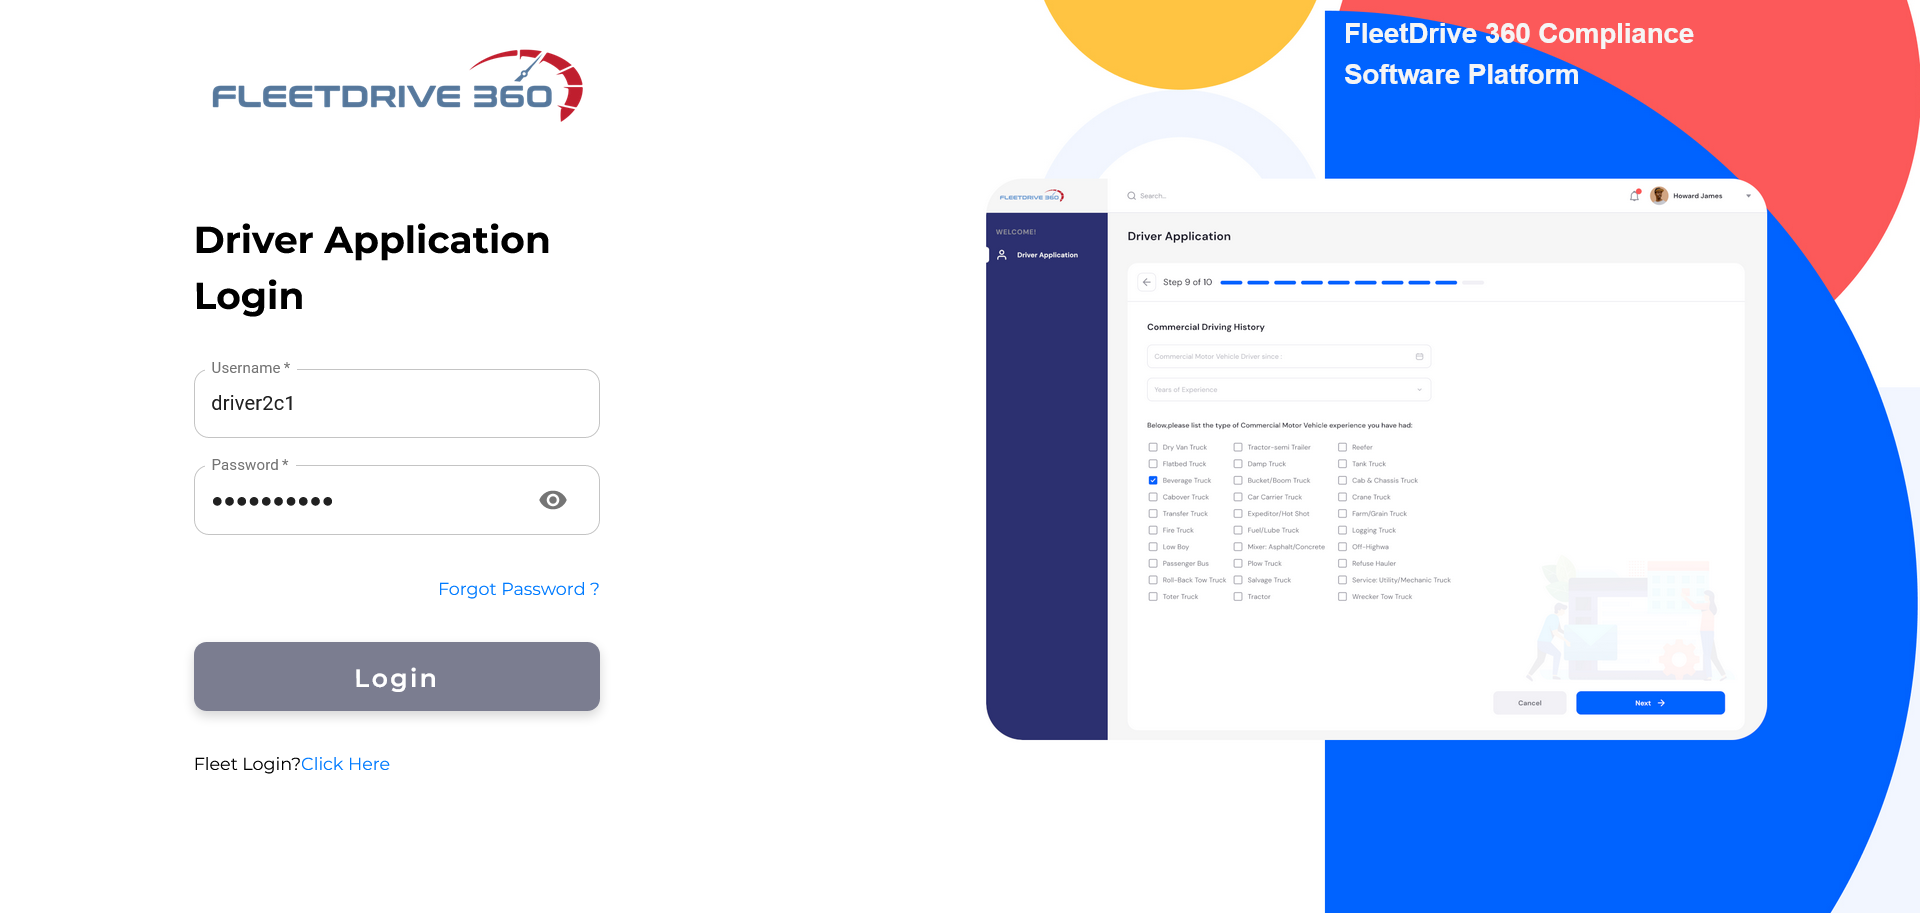 FLEETDRIVE 360
Driver Application
Login
Username *
driver2c1
Password *
••••••••••
Forgot Password ?
Login
Fleet Login?Click Here
FleetDrive 360 Compliance
Software Platform
FLEETDRIVE 360
Search...
Howard James
WELCOME!
Driver Application
Driver Application
Step 9 of 10
Commercial Driving History
Commercial Motor Vehicle Driver since :
Years of Experience
Below,please list the type of Commercial Motor Vehicle experience you have had:
Dry Van Truck Tractor-semi Trailer Reefer
Flatbed Truck Damp Truck Tank Truck
Beverage Truck Bucket/Boom Truck Cab & Chassis Truck
Cabover Truck Car Carrier Truck Crane Truck
Transfer Truck Expeditor/Hot Shot Farm/Grain Truck
Fire Truck Fuel/Lube Truck Logging Truck
Low Boy Mixer: Asphalt/Concrete Off-Highwa
Passenger Bus Plow Truck Refuse Hauler
Roll-Back Tow Truck Salvage Truck Service: Utility/Mechanic Truck
Toter Truck Tractor Wrecker Tow Truck
Cancel
Next →